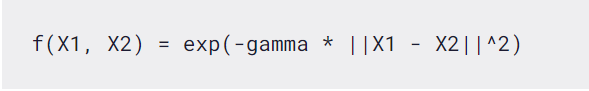 f(X1, X2) = exp(-gamma * ||X1 - X2||^2)